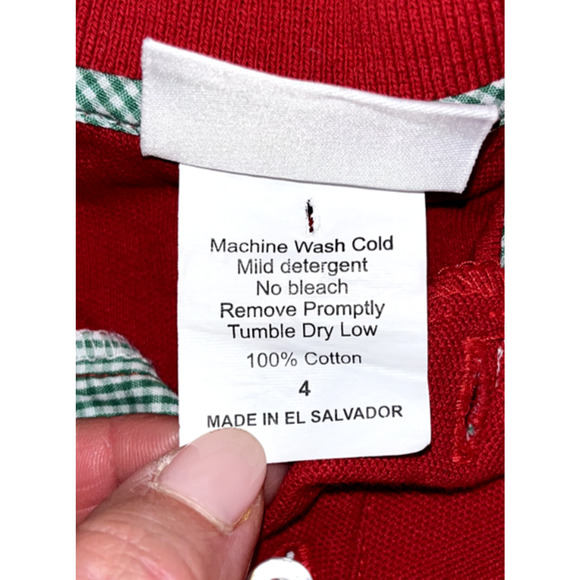 Machine Wash Cold
Mild detergent
No bleach
Remove Promptly
Tumble Dry Low
100% Cotton
4
MADE IN EL SALVADOR